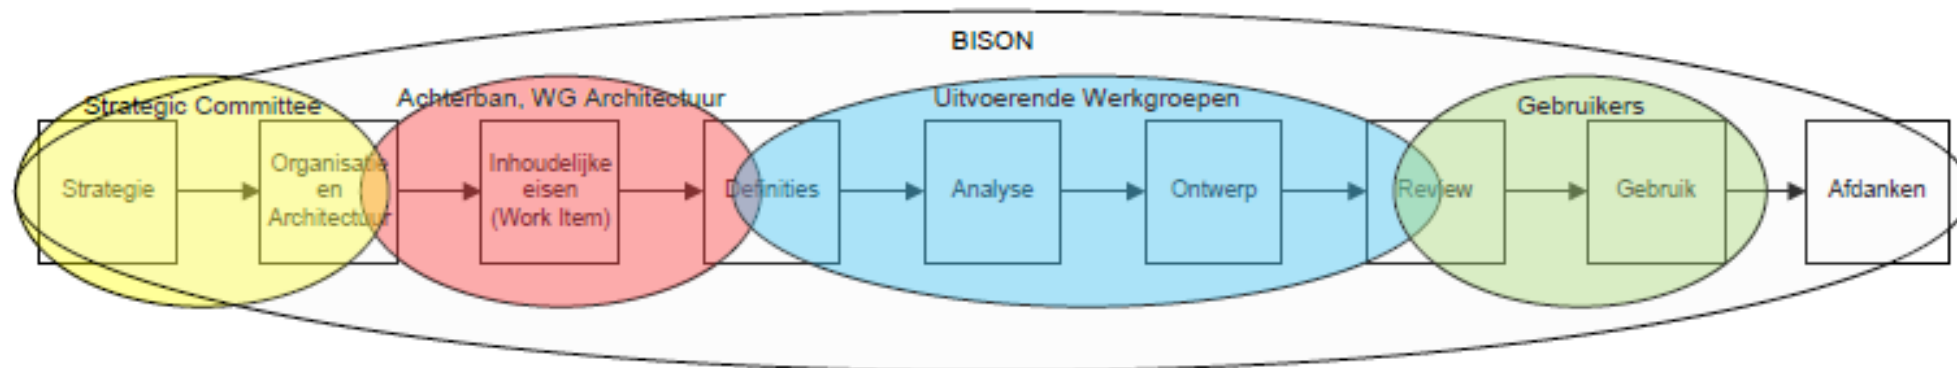 BISON
Strategic Committee
Achterban, WG Architectuur
Uitvoerende Werkgroepen
Gebruikers
Strategie
Organisatie
en
Architectuur
Inhoudelijke
eisen
(Work Item)
Definities
Analyse
Ontwerp
Review
Gebruik
Afdanken